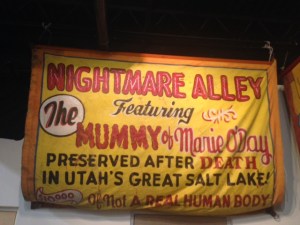 NIGHTMARE ALLEY
Featuring
The
MUMMY of Marie O'Day
PRESERVED AFTER DEATH
IN UTAH'S GREAT SALT LAKE!
If Not A REAL HUMAN BODY